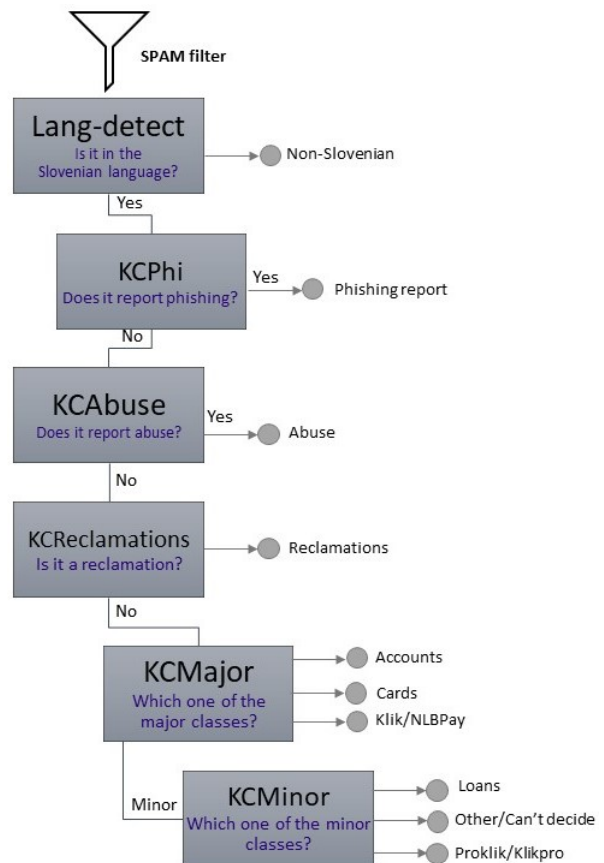 SPAM filter
Lang-detect
Is it in the
Slovenian language?
Non-Slovenian
Yes
KCPhi
Does it report phishing?
Yes
Phishing report
No
KCAbuse
Does it report abuse?
Yes
Abuse
No
KCReclamations
Is it a reclamation?
Reclamations
No
KCMajor
Which one of the
major classes?
Accounts
Cards
Klik/NLBPay
Minor
KCMinor
Which one of the minor
classes?
Loans
Other/Can't decide
Proklik/Klikpro